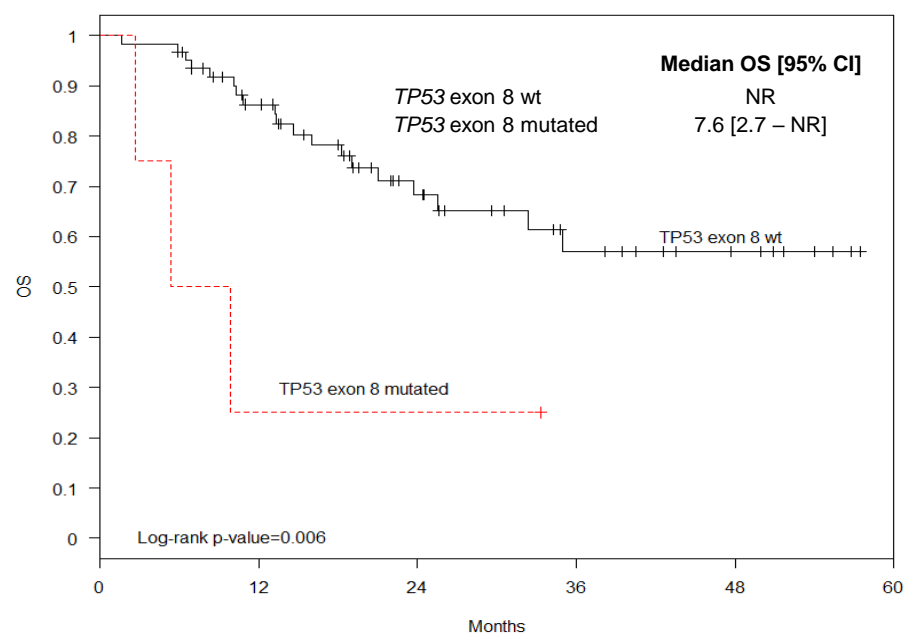 Median OS [95% CI]
TP53 exon 8 wt NR
TP53 exon 8 mutated 7.6 [2.7 – NR]
1
0.9
0.8
0.7
0.6
0.5
0.4
0.3
0.2
0.1
0
OS
TP53 exon 8 wt
TP53 exon 8 mutated
Log-rank p-value=0.006
0 12 24 36 48 60
Months